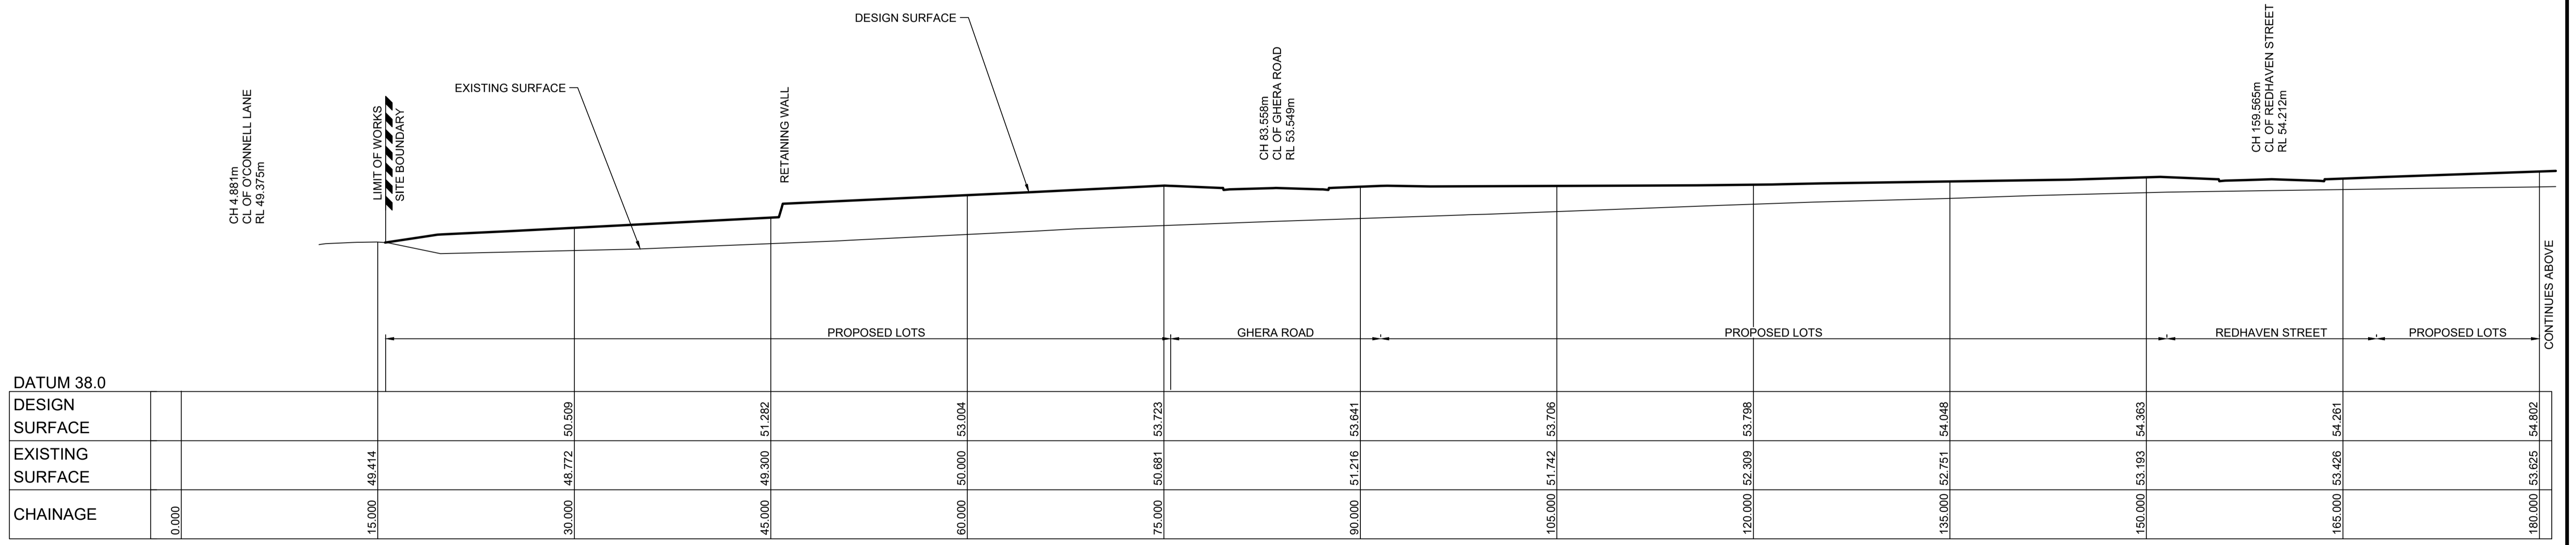 DESIGN SURFACE
EXISTING SURFACE
CH 4.881m
CL OF O'CONNELL LANE
RL 49.375m
LIMIT OF WORKS
SITE BOUNDARY
RETAINING WALL
CH 83.558m
CL OF GHERA ROAD
RL 53.549m
CH 159.565m
CL OF REDHAVEN STREET
RL 54.212m
CONTINUES ABOVE
PROPOSED LOTS GHERA ROAD PROPOSED LOTS REDHAVEN STREET PROPOSED LOTS
DATUM 38.0
DESIGN
SURFACE
50.509 51.282 53.004 53.723 53.641 53.706 53.798 54.048 54.363 54.261 54.802
EXISTING
SURFACE
49.414 48.772 49.300 50.000 50.681 51.216 51.742 52.309 52.751 53.193 53.426 53.625
CHAINAGE
0.000 15.000 30.000 45.000 60.000 75.000 90.000 105.000 120.000 135.000 150.000 165.000 180.000